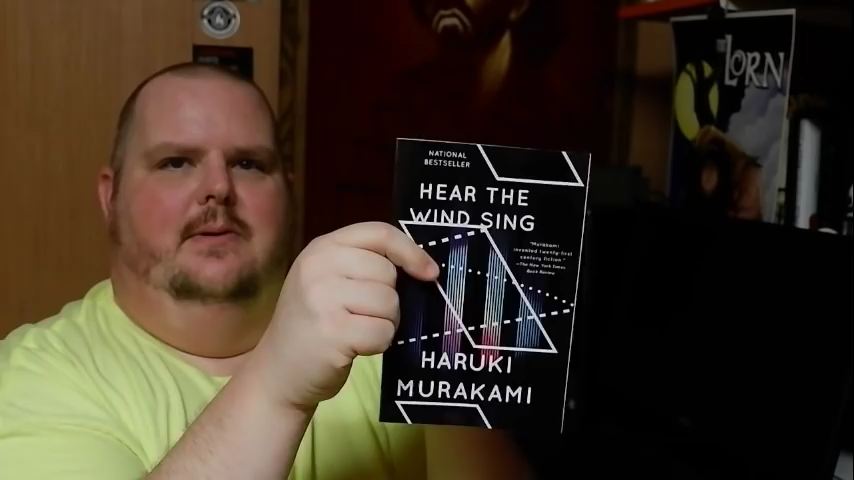 NATIONAL
BESTSELLER
HEAR THE
WIND SING
"Murakami
invented twenty-first
century fiction."
—The New York Times
Book Review
HARUKI
MURAKAMI
LORN